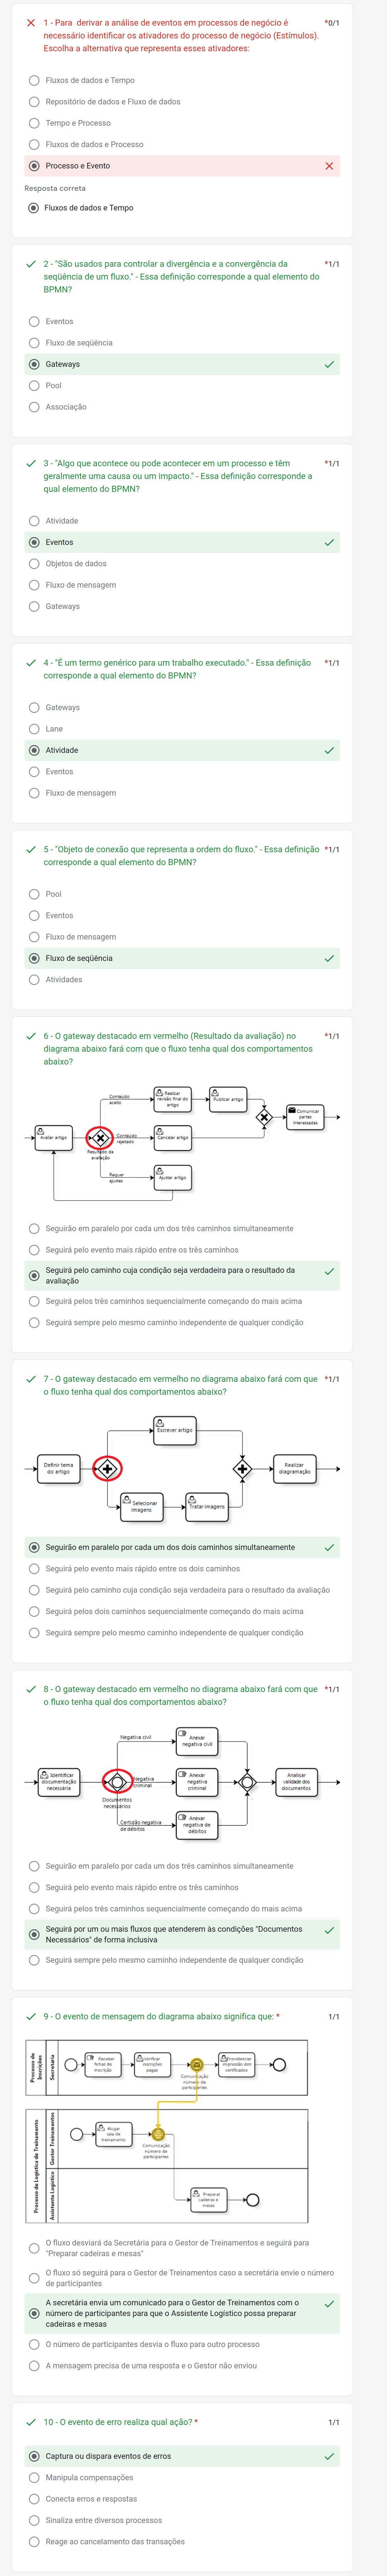 1 - Para derivar a análise de eventos em processos de negócio é *0/1
necessário identificar os ativadores do processo de negócio (Estímulos).
Escolha a alternativa que representa esses ativadores:
Fluxos de dados e Tempo
Repositório de dados e Fluxo de dados
Tempo e Processo
Fluxos de dados e Processo
Processo e Evento
Resposta correta
Fluxos de dados e Tempo
2 - "São usados para controlar a divergência e a convergência da *1/1
seqüência de um fluxo." - Essa definição corresponde a qual elemento do
BPMN?
Eventos
Fluxo de seqüência
Gateways
Pool
Associação
3 - "Algo que acontece ou pode acontecer em um processo e têm *1/1
geralmente uma causa ou um impacto." - Essa definição corresponde a
qual elemento do BPMN?
Atividade
Eventos
Objetos de dados
Fluxo de mensagem
Gateways
4 - "É um termo genérico para um trabalho executado." - Essa definição *1/1
corresponde a qual elemento do BPMN?
Gateways
Lane
Atividade
Eventos
Fluxo de mensagem
5 - "Objeto de conexão que representa a ordem do fluxo." - Essa definição *1/1
corresponde a qual elemento do BPMN?
Pool
Eventos
Fluxo de mensagem
Fluxo de seqüência
Atividades
6 - O gateway destacado em vermelho (Resultado da avaliação) no *1/1
diagrama abaixo fará com que o fluxo tenha qual dos comportamentos
abaixo?
Avaliar artigo
Resultado da
avaliação
Conteúdo
aceito
Conteúdo
rejeitado
Requer
ajustes
Realizar
revisão final do
artigo
Publicar artigo
Cancelar artigo
Ajustar artigo
Comunicar
partes
interessadas
Seguirão em paralelo por cada um dos três caminhos simultaneamente
Seguirá pelo evento mais rápido entre os três caminhos
Seguirá pelo caminho cuja condição seja verdadeira para o resultado da
avaliação
Seguirá pelos três caminhos sequencialmente começando do mais acima
Seguirá sempre pelo mesmo caminho independente de qualquer condição
7 - O gateway destacado em vermelho no diagrama abaixo fará com que *1/1
o fluxo tenha qual dos comportamentos abaixo?
Definir tema
do artigo
Escrever artigo
Selecionar
imagens
Tratar imagens
Realizar
diagramação
Seguirão em paralelo por cada um dos dois caminhos simultaneamente
Seguirá pelo evento mais rápido entre os dois caminhos
Seguirá pelo caminho cuja condição seja verdadeira para o resultado da avaliação
Seguirá pelos dois caminhos sequencialmente começando do mais acima
Seguirá sempre pelo mesmo caminho independente de qualquer condição
8 - O gateway destacado em vermelho no diagrama abaixo fará com que *1/1
o fluxo tenha qual dos comportamentos abaixo?
Identificar
documentação
necessária
Documentos
necessários
Negativa civil
Negativa
criminal
Certidão negativa
de débitos
Anexar
negativa civil
Anexar
negativa
criminal
Anexar
negativa de
débitos
Analisar
validade dos
documentos
Seguirão em paralelo por cada um dos três caminhos simultaneamente
Seguirá pelo evento mais rápido entre os três caminhos
Seguirá pelos três caminhos sequencialmente começando do mais acima
Seguirá por um ou mais fluxos que atenderem às condições "Documentos
Necessários" de forma inclusiva
Seguirá sempre pelo mesmo caminho independente de qualquer condição
9 - O evento de mensagem do diagrama abaixo significa que: * 1/1
Processo de
Inscrições
Secretária
Receber
fichas de
inscrição
Verificar
inscrições
pagas
Comunicação
número de
participantes
Providenciar
impressão dos
certificados
Processo de Logística de Treinamento
Gestor Treinamentos
Alugar
sala de
treinamento
Comunicação
número de
participantes
Assistente Logístico
Preparar
cadeiras e
mesas
O fluxo desviará da Secretária para o Gestor de Treinamentos e seguirá para
"Preparar cadeiras e mesas"
O fluxo só seguirá para o Gestor de Treinamentos caso a secretária envie o número
de participantes
A secretária envia um comunicado para o Gestor de Treinamentos com o
número de participantes para que o Assistente Logístico possa preparar
cadeiras e mesas
O número de participantes desvia o fluxo para outro processo
A mensagem precisa de uma resposta e o Gestor não enviou
10 - O evento de erro realiza qual ação? * 1/1
Captura ou dispara eventos de erros
Manipula compensações
Conecta erros e respostas
Sinaliza entre diversos processos
Reage ao cancelamento das transações